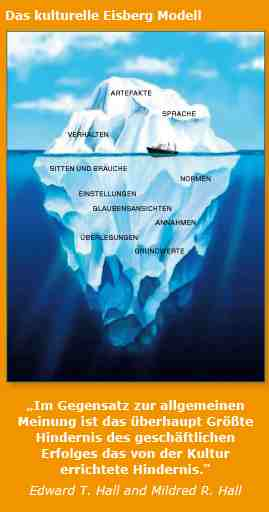 Das kulturelle Eisberg Modell
ARTEFAKTE
SPRACHE
VERHALTEN
SITTEN UND BRÄUCHE
NORMEN
EINSTELLUNGEN
GLAUBENSANSICHTEN
ANNAHMEN
ÜBERLEGUNGEN
GRUNDWERTE
„Im Gegensatz zur allgemeinen
Meinung ist das überhaupt Größte
Hindernis des geschäftlichen
Erfolges das von der Kultur
errichtete Hindernis."
Edward T. Hall and Mildred R. Hall